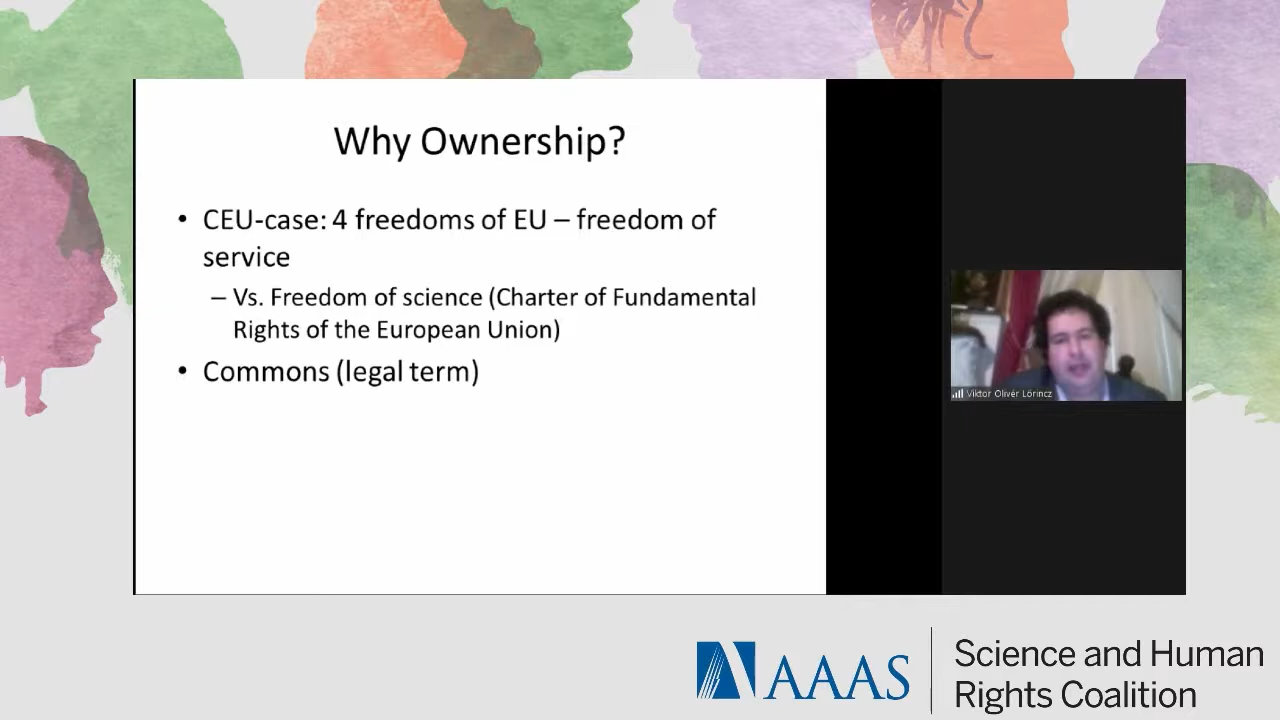 Why Ownership?
• CEU-case: 4 freedoms of EU – freedom of
service
– Vs. Freedom of science (Charter of Fundamental
Rights of the European Union)
• Commons (legal term)
Viktor Olivér Lőrincz
AAAS
Science and Human
Rights Coalition